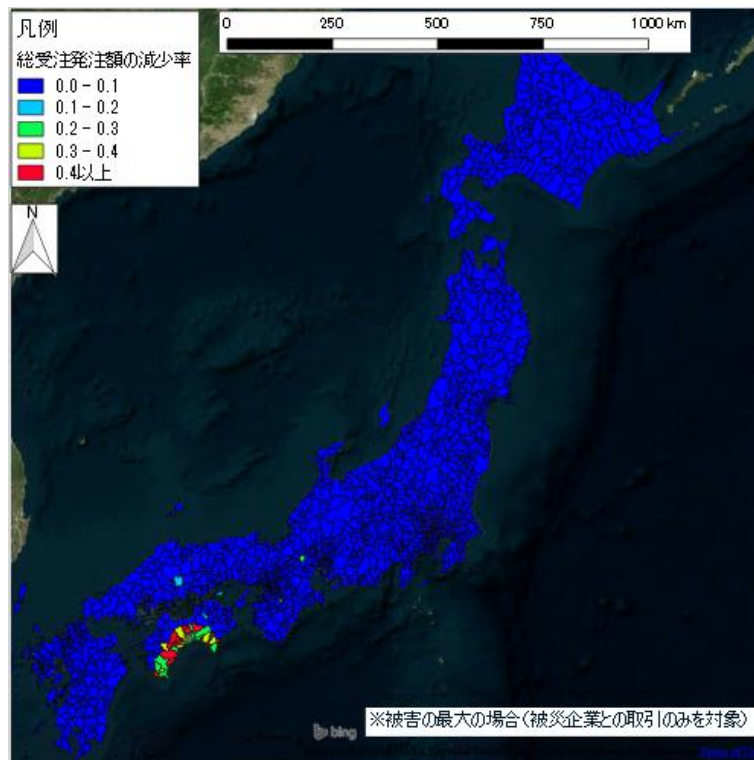 凡例
総受注発注額の減少率
0.0 - 0.1
0.1 - 0.2
0.2 - 0.3
0.3 - 0.4
0.4以上
0 250 500 750 1000 km
N
※被害の最大の場合(被災企業との取引のみを対象)
bing